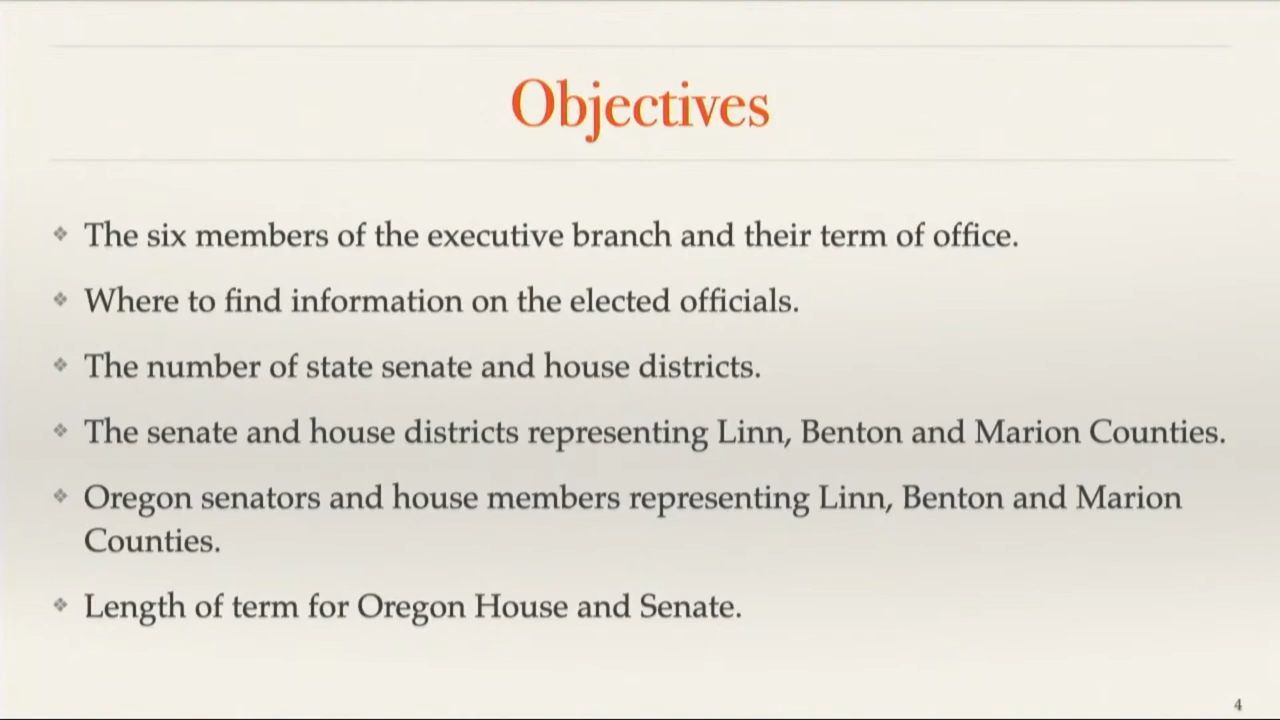 Objectives
❖ The six members of the executive branch and their term of office.
❖ Where to find information on the elected officials.
❖ The number of state senate and house districts.
❖ The senate and house districts representing Linn, Benton and Marion Counties.
❖ Oregon senators and house members representing Linn, Benton and Marion
Counties.
❖ Length of term for Oregon House and Senate.
4